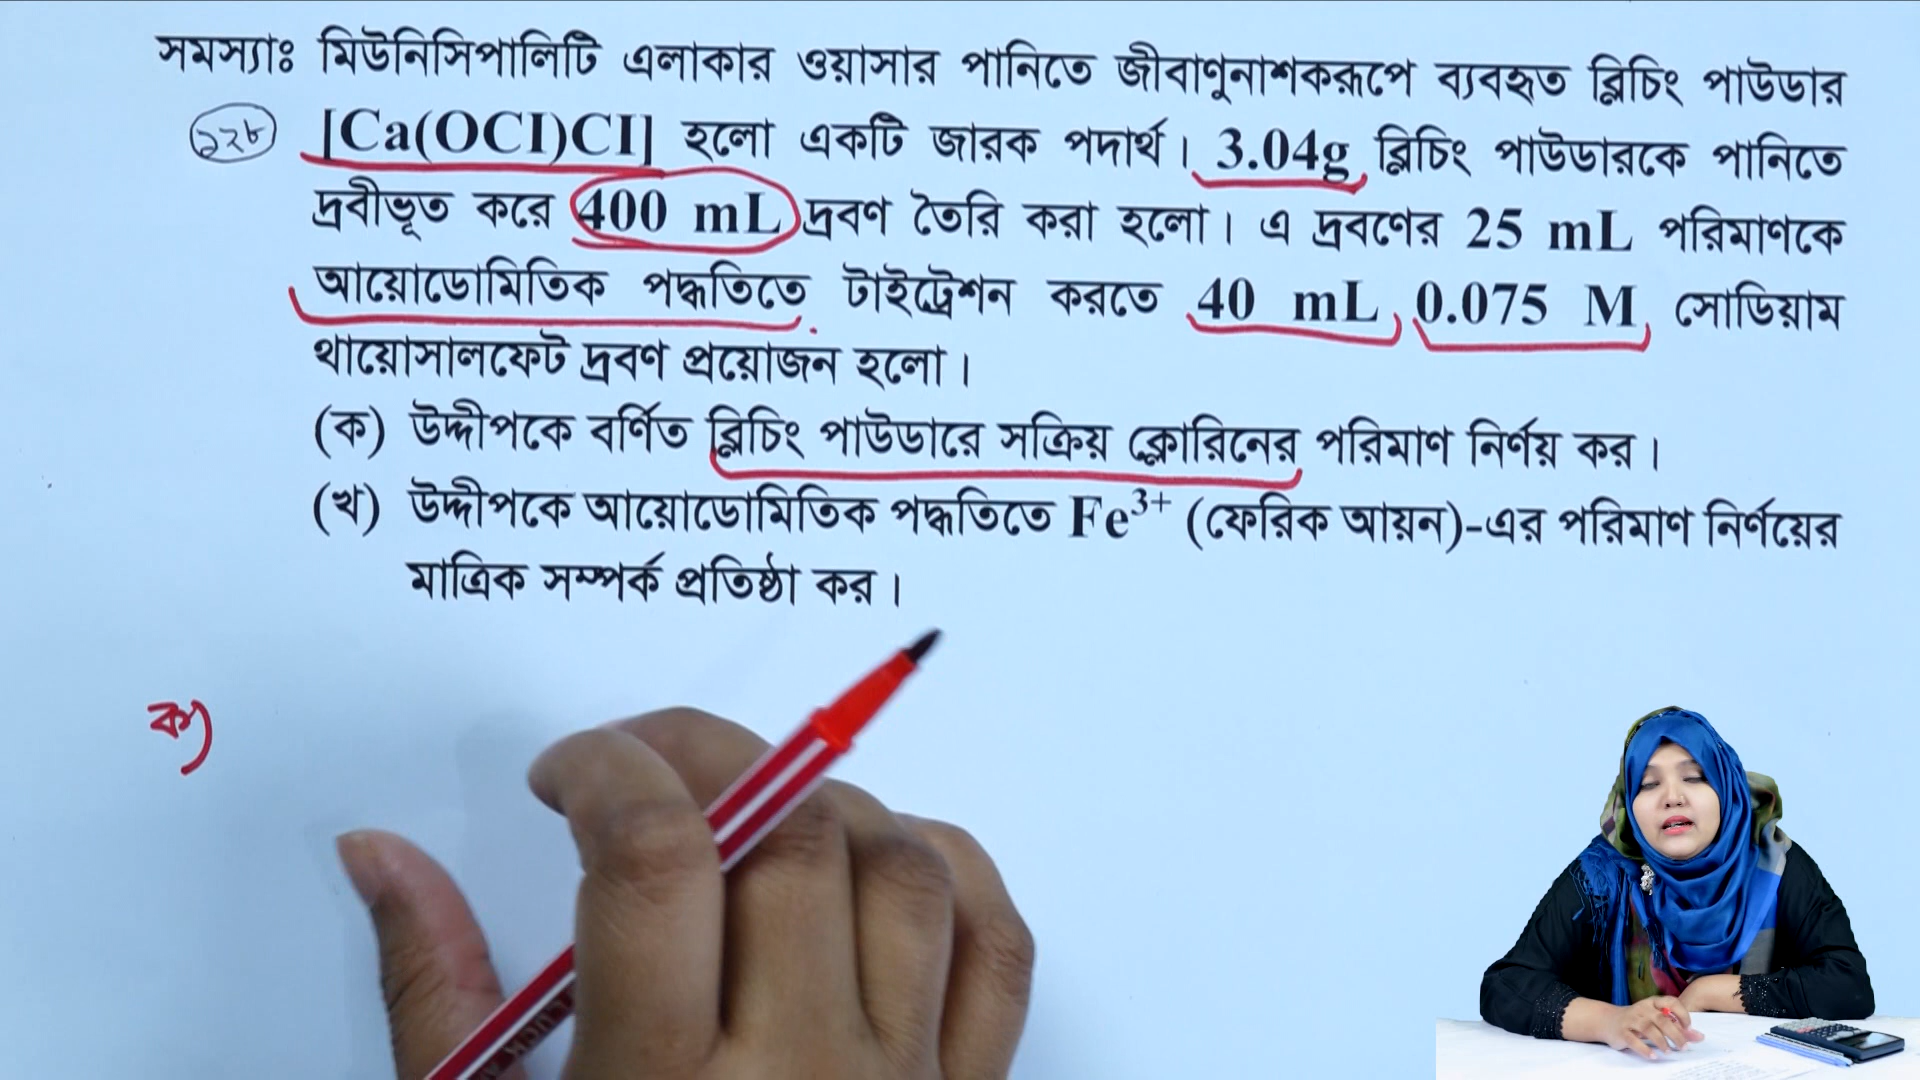 সমস্যাঃ মিউনিসিপালিটি এলাকার ওয়াসার পানিতে জীবাণুনাশকরূপে ব্যবহৃত ব্লিচিং পাউডার
১২৮ [Ca(OCI)CI] হলো একটি জারক পদার্থ। 3.04g ব্লিচিং পাউডারকে পানিতে
দ্রবীভূত করে 400 mL দ্রবণ তৈরি করা হলো। এ দ্রবণের 25 mL পরিমাণকে
আয়োডোমিতিক পদ্ধতিতে টাইট্রেশন করতে 40 mL, 0.075 M সোডিয়াম
থায়োসালফেট দ্রবণ প্রয়োজন হলো।
(ক) উদ্দীপকে বর্ণিত ব্লিচিং পাউডারে সক্রিয় ক্লোরিনের পরিমাণ নির্ণয় কর।
(খ) উদ্দীপকে আয়োডোমিতিক পদ্ধতিতে Fe³⁺ (ফেরিক আয়ন)-এর পরিমাণ নির্ণয়ের
মাত্রিক সম্পর্ক প্রতিষ্ঠা কর।
ক)